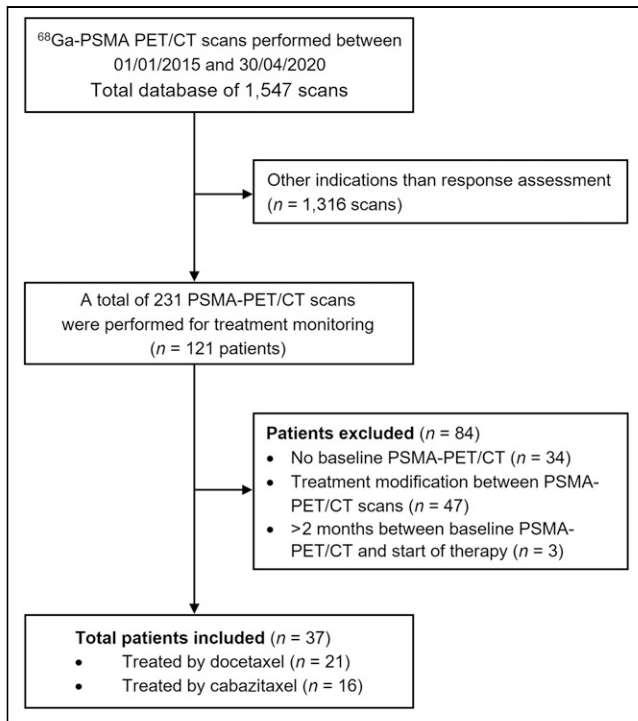 ⁶⁸Ga-PSMA PET/CT scans performed between
01/01/2015 and 30/04/2020
Total database of 1,547 scans
Other indications than response assessment
(n = 1,316 scans)
A total of 231 PSMA-PET/CT scans
were performed for treatment monitoring
(n = 121 patients)
Patients excluded (n = 84)
• No baseline PSMA-PET/CT (n = 34)
• Treatment modification between PSMA-
PET/CT scans (n = 47)
• >2 months between baseline PSMA-
PET/CT and start of therapy (n = 3)
Total patients included (n = 37)
• Treated by docetaxel (n = 21)
• Treated by cabazitaxel (n = 16)